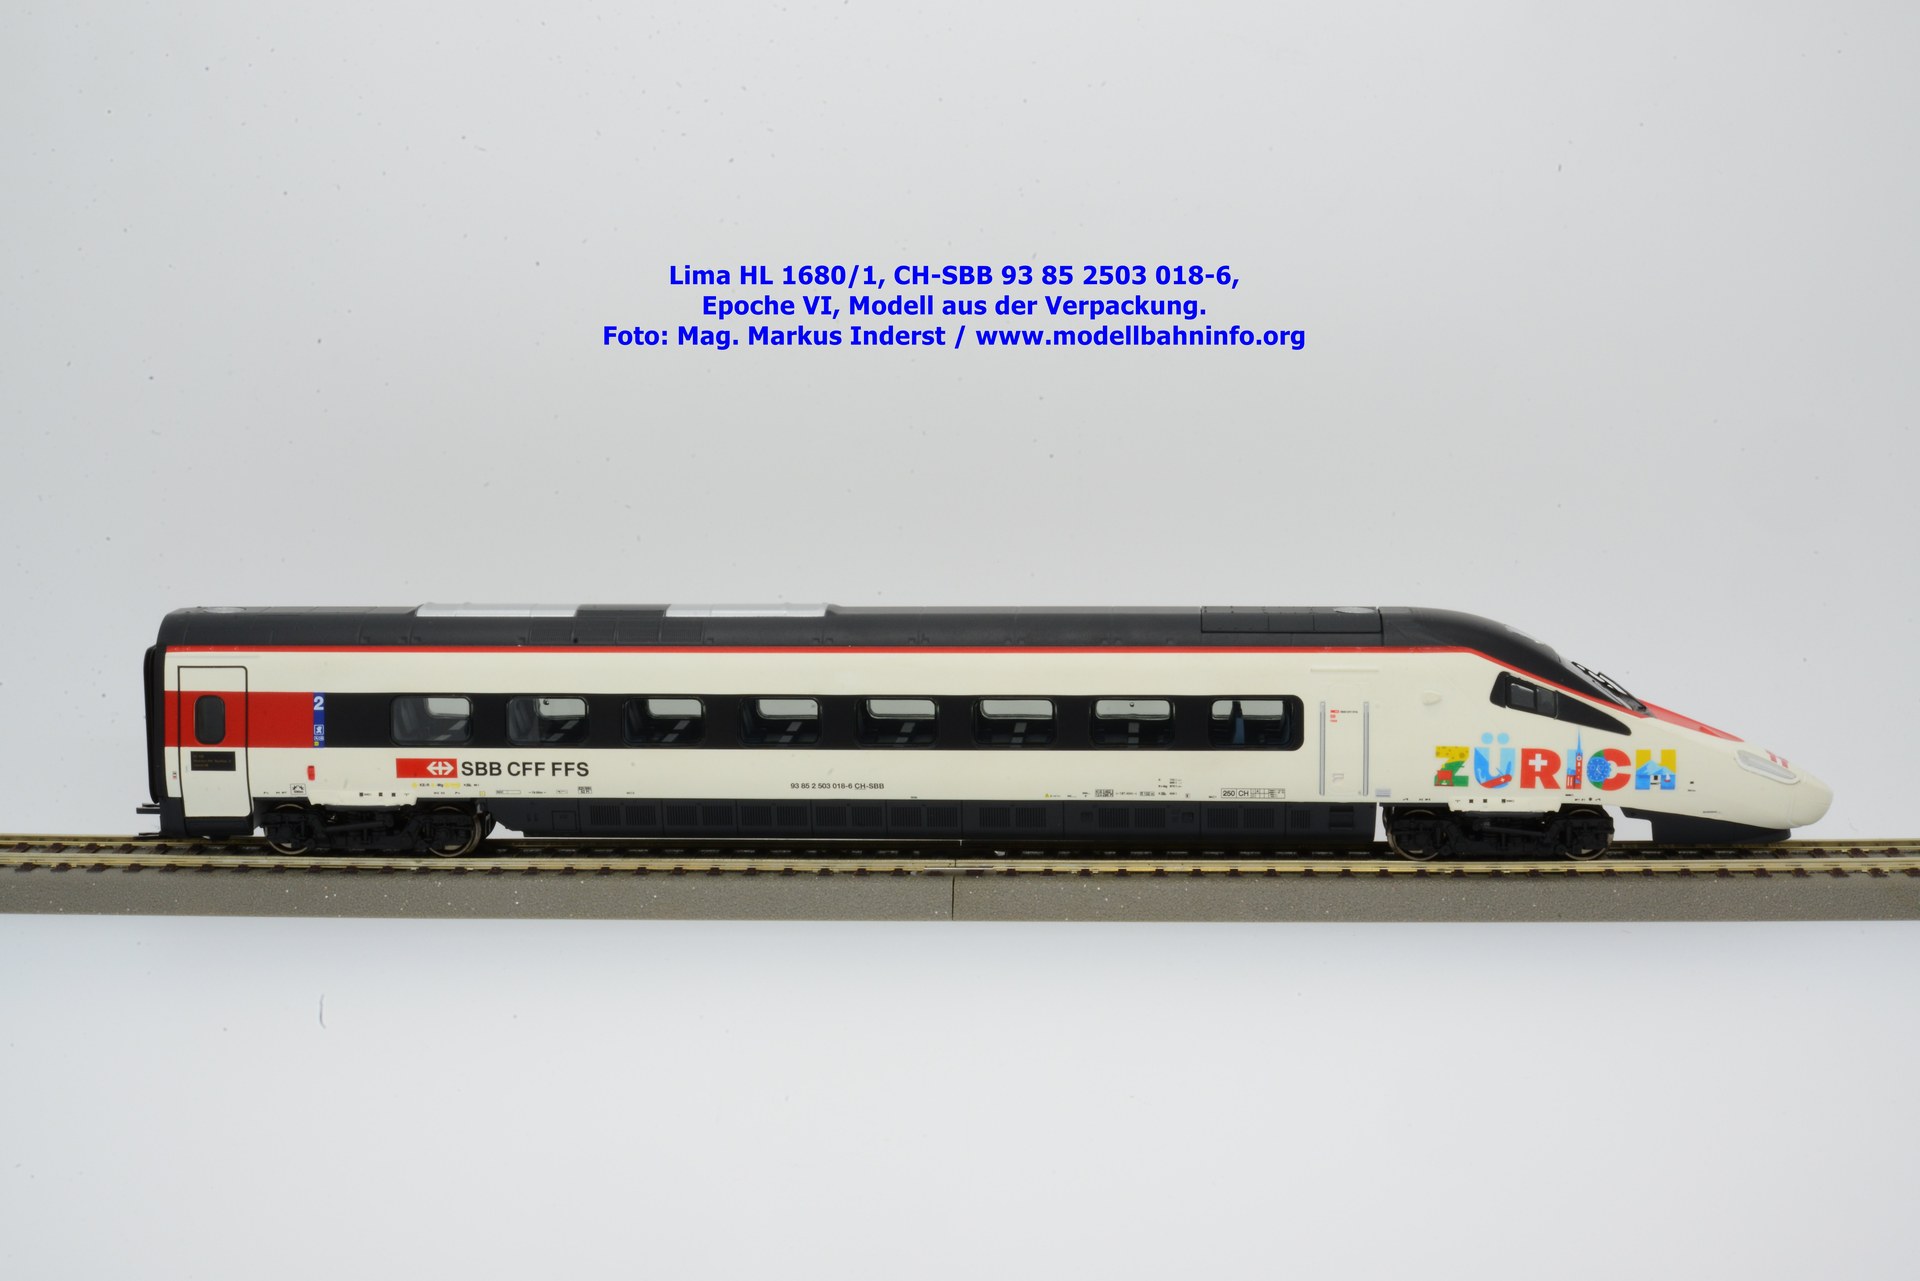 Lima HL 1680/1, CH-SBB 93 85 2503 018-6,
Epoche VI, Modell aus der Verpackung.
Foto: Mag. Markus Inderst / www.modellbahninfo.org
2
SBB CFF FFS
93 85 2 503 018-6 CH-SBB
250 CH
ZÜRICH